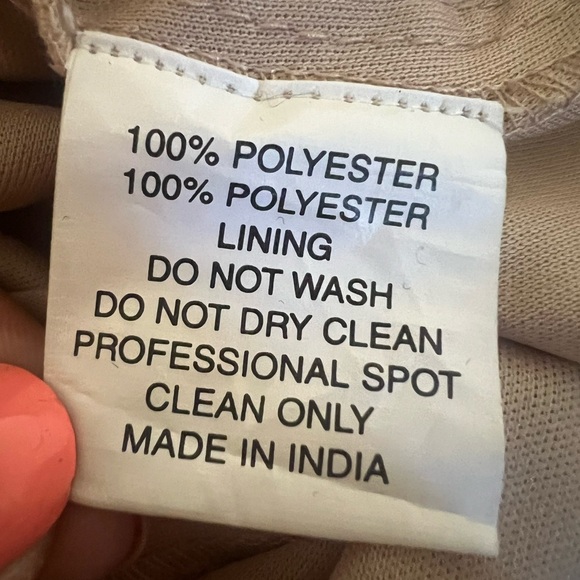 100% POLYESTER
100% POLYESTER
LINING
DO NOT WASH
DO NOT DRY CLEAN
PROFESSIONAL SPOT
CLEAN ONLY
MADE IN INDIA